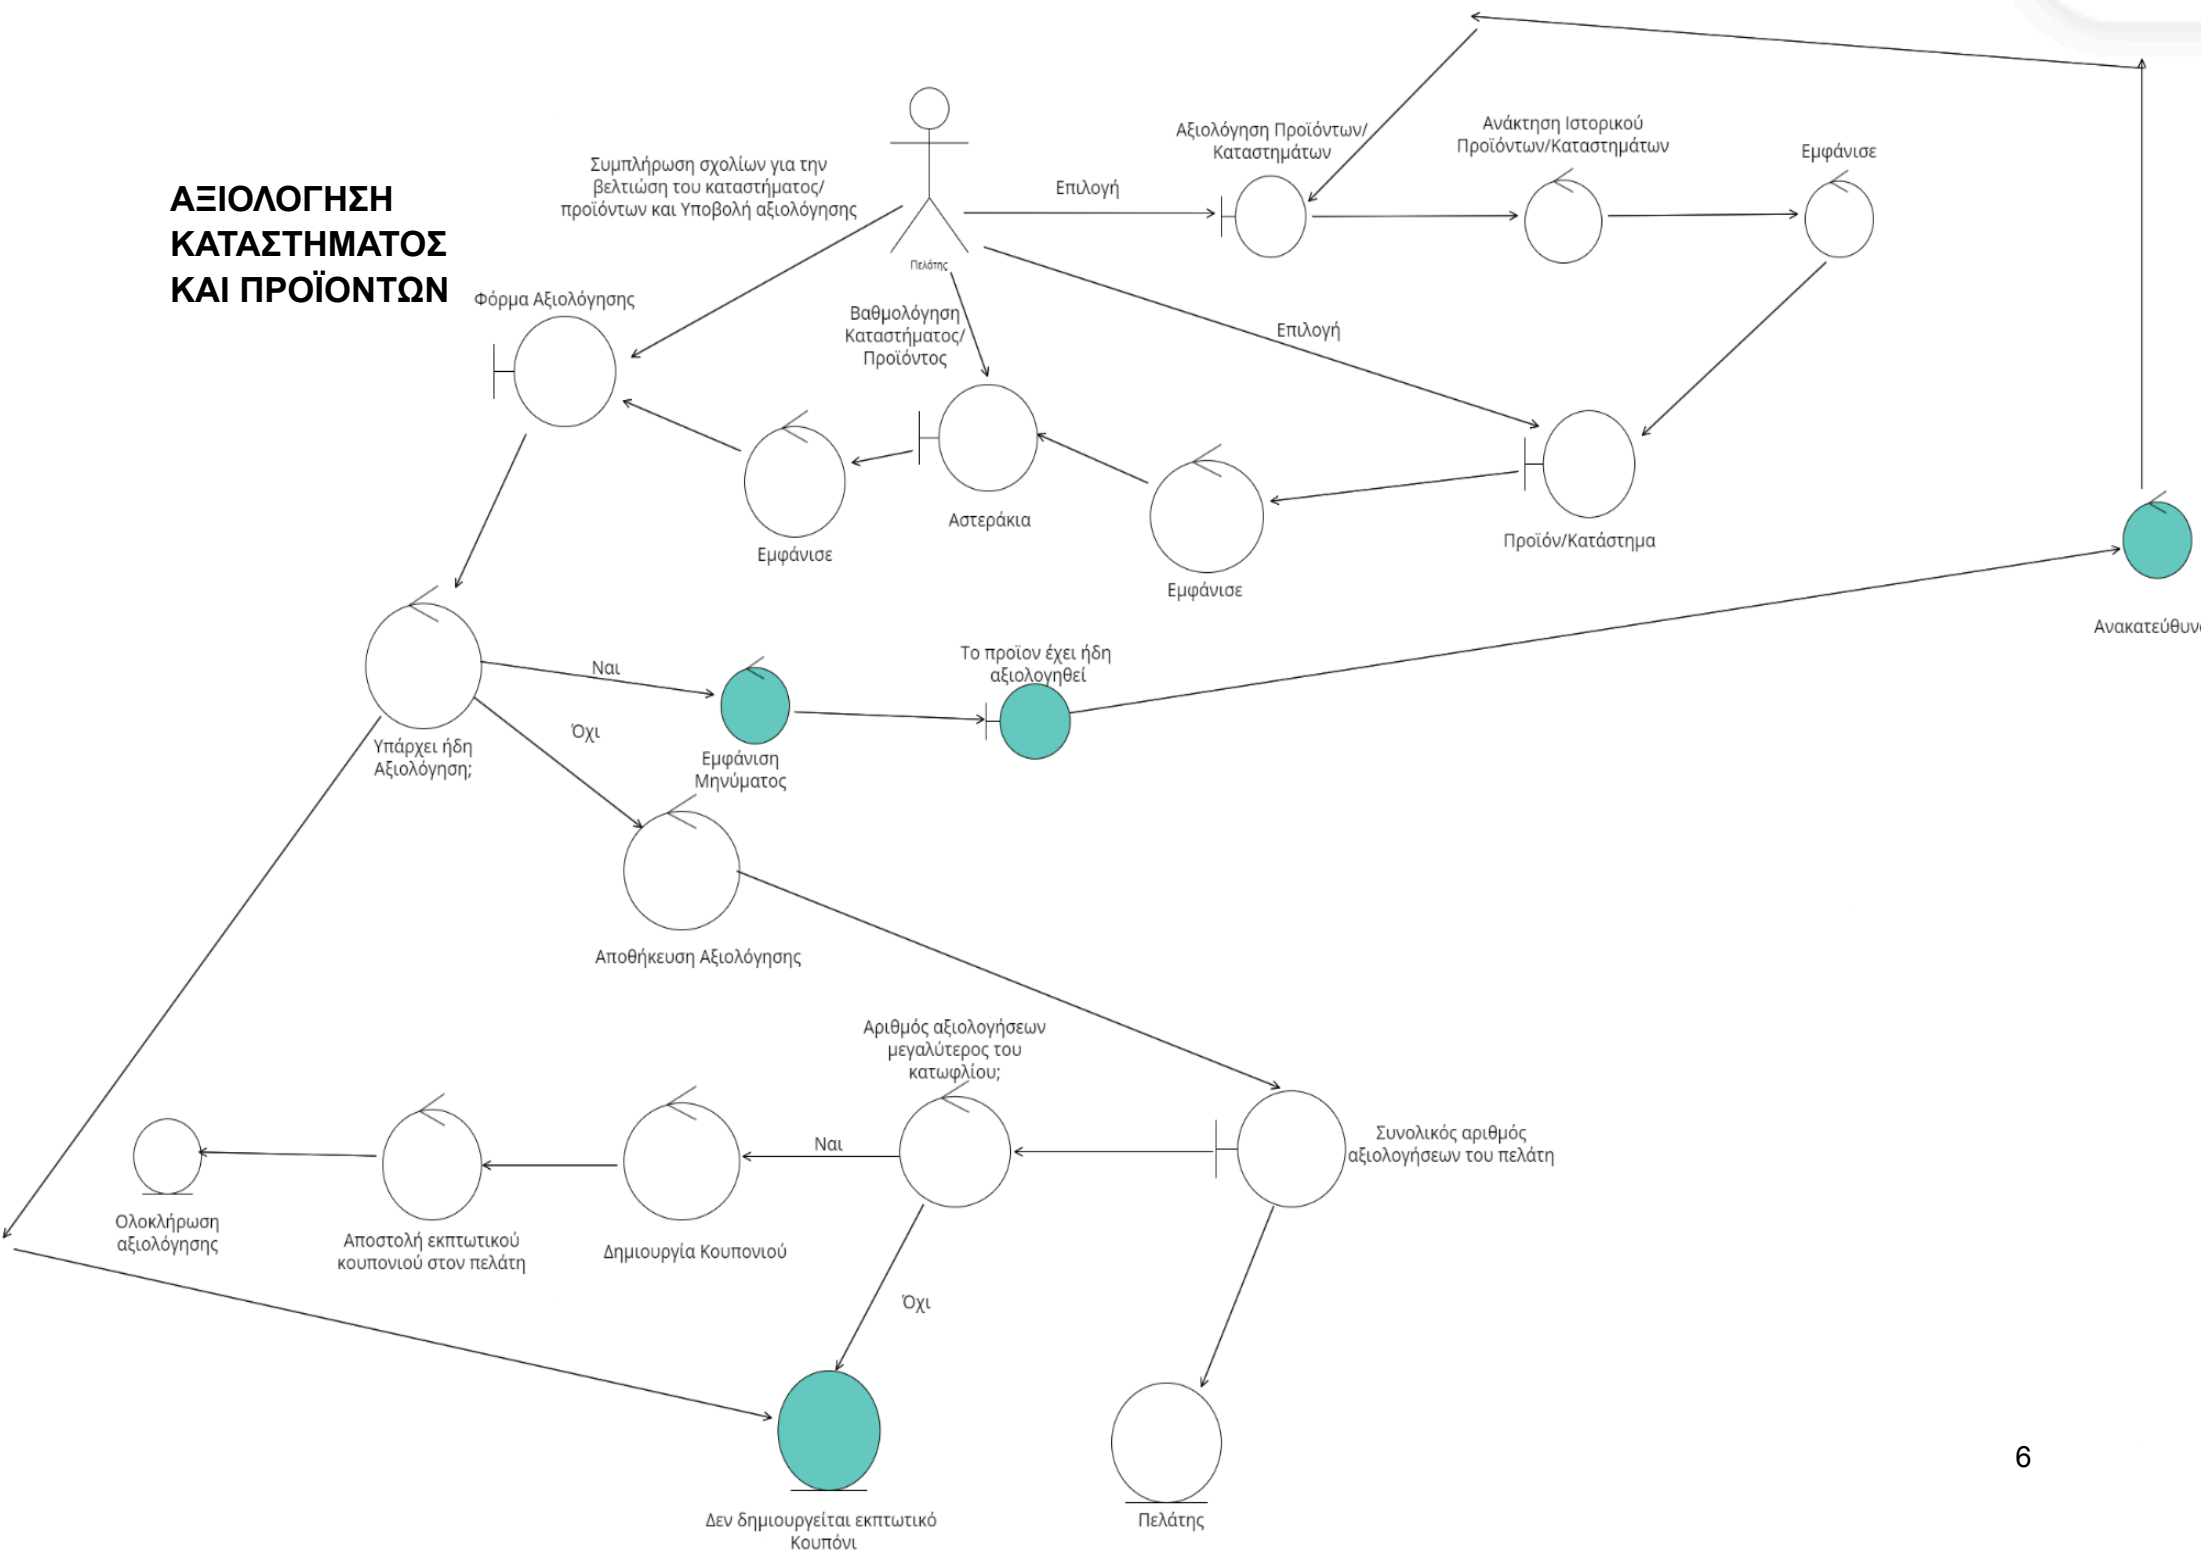 ΑΞΙΟΛΟΓΗΣΗ
ΚΑΤΑΣΤΗΜΑΤΟΣ
ΚΑΙ ΠΡΟΪΟΝΤΩΝ
Συμπλήρωση σχολίων για την
βελτιώση του καταστήματος/
προϊόντων και Υποβολή αξιολόγησης
Πελάτης
Επιλογή
Αξιολόγηση Προϊόντων/
Καταστημάτων
Ανάκτηση Ιστορικού
Προϊόντων/Καταστημάτων
Εμφάνισε
Φόρμα Αξιολόγησης
Βαθμολόγηση
Καταστήματος/
Προϊόντος
Επιλογή
Εμφάνισε
Αστεράκια
Εμφάνισε
Προϊόν/Κατάστημα
Υπάρχει ήδη
Αξιολόγηση;
Ναι
Όχι
Εμφάνιση
Μηνύματος
Το προϊον έχει ήδη
αξιολογηθεί
Αποθήκευση Αξιολόγησης
Αριθμός αξιολογήσεων
μεγαλύτερος του
κατωφλίου;
Συνολικός αριθμός
αξιολογήσεων του πελάτη
Ναι
Ολοκλήρωση
αξιολόγησης
Αποστολή εκπτωτικού
κουπονιού στον πελάτη
Δημιουργία Κουπονιού
Όχι
Δεν δημιουργείται εκπτωτικό
Κουπόνι
Πελάτης
6